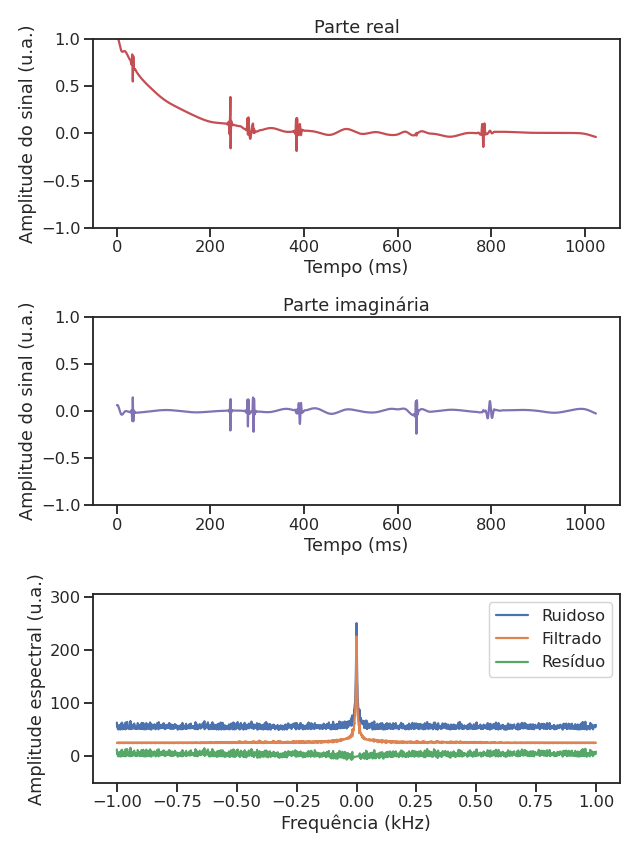 Parte real
Amplitude do sinal (u.a.)
1.0
0.5
0.0
−0.5
−1.0
0 200 400 600 800 1000
Tempo (ms)
Parte imaginária
Amplitude do sinal (u.a.)
1.0
0.5
0.0
−0.5
−1.0
0 200 400 600 800 1000
Tempo (ms)
Amplitude espectral (u.a.)
300
200
100
0
Ruidoso
Filtrado
Resíduo
−1.00 −0.75 −0.50 −0.25 0.00 0.25 0.50 0.75 1.00
Frequência (kHz)